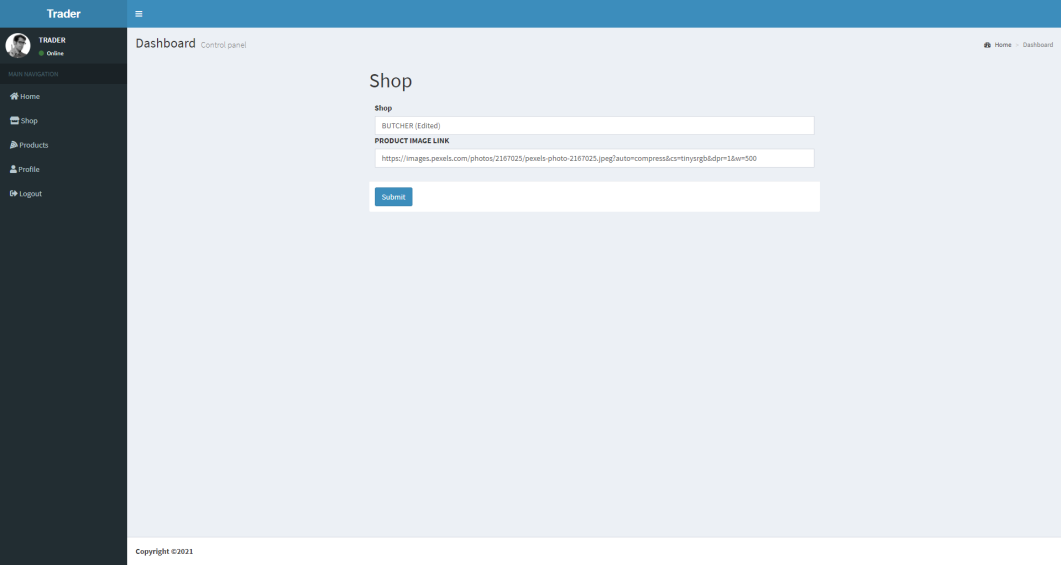 Trader
TRADER
Online
MAIN NAVIGATION
Home
Shop
Products
Profile
Logout
Dashboard Control panel
Home > Dashboard
Shop
Shop
BUTCHER (Edited)
PRODUCT IMAGE LINK
https://images.pexels.com/photos/2167025/pexels-photo-2167025.jpeg?auto=compress&cs=tinysrgb&dpr=1&w=500
Submit
Copyright ©2021